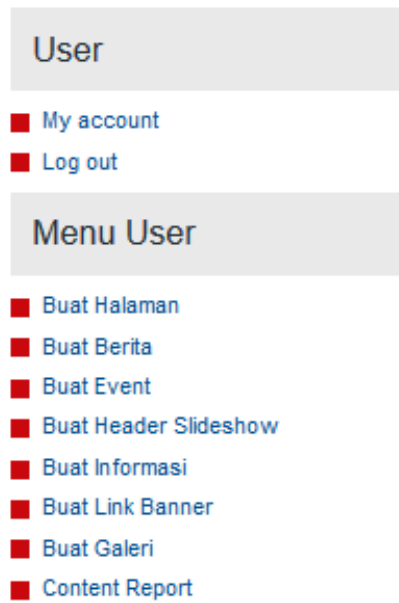 User
My account
Log out
Menu User
Buat Halaman
Buat Berita
Buat Event
Buat Header Slideshow
Buat Informasi
Buat Link Banner
Buat Galeri
Content Report